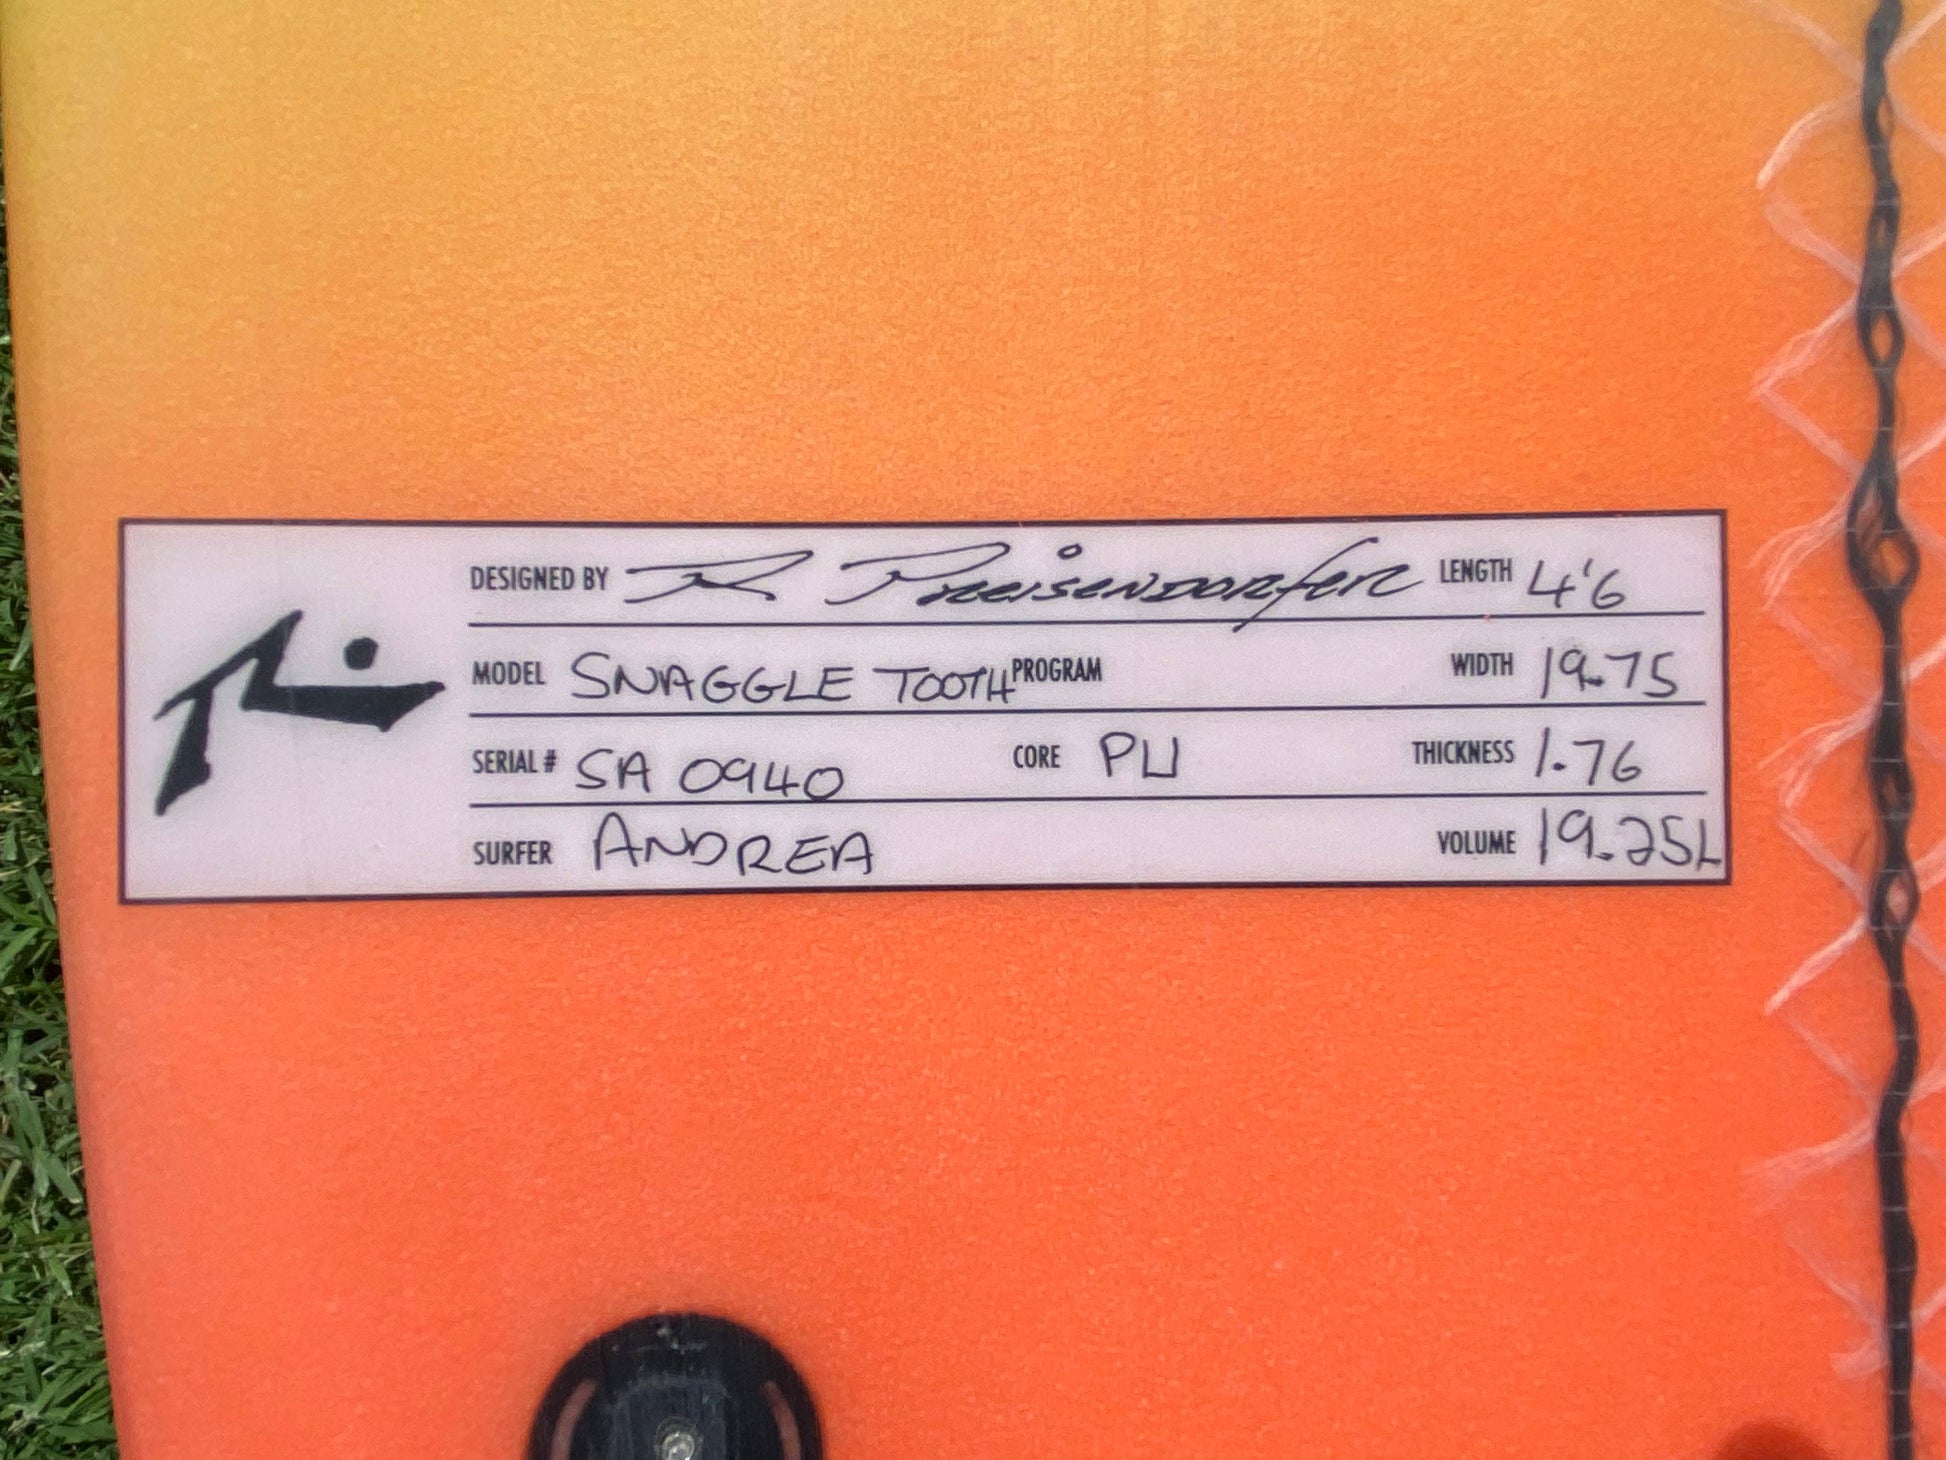 DESIGNED BY R Preisendorfer LENGTH 4'6
MODEL SNAGGLE TOOTH PROGRAM WIDTH 19.75
SERIAL # SA 0940 CORE PU THICKNESS 1.76
SURFER ANDREA VOLUME 19.25L